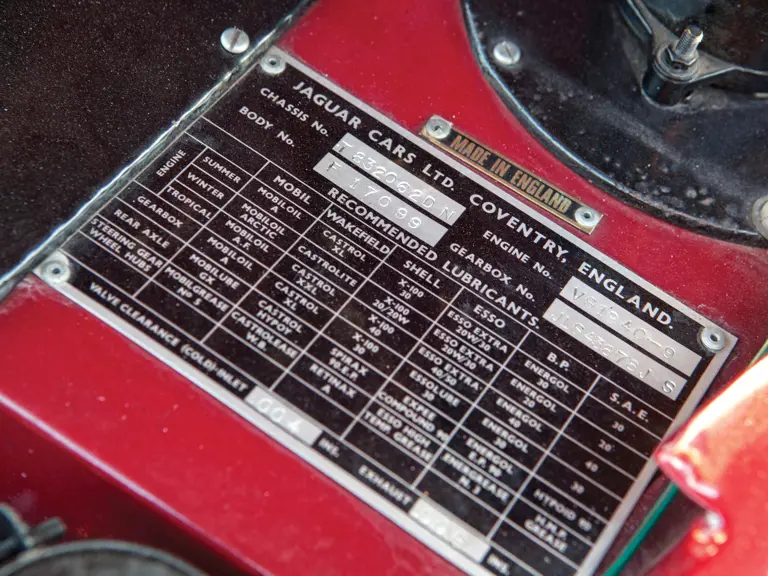 MADE IN ENGLAND
JAGUAR CARS LTD. COVENTRY, ENGLAND.
CHASSIS No. T832062DN ENGINE No.
BODY No. F 17099 GEARBOX No.
RECOMMENDED LUBRICANTS.
MOBIL WAKEFIELD SHELL ESSO B.P. S.A.E.
ENGINE SUMMER MOBILOIL A CASTROL XL X-100 30 ESSO EXTRA 20W/30 ENERGOL 30 30
WINTER MOBILOIL ARCTIC CASTROLITE X-100 20/20W ESSO EXTRA 20W/30 ENERGOL 20 20
TROPICAL MOBILOIL A.F. CASTROL XXL X-100 40 ESSO EXTRA 40/50 ENERGOL 40 40
GEARBOX MOBILOIL A CASTROL XL X-100 30 ESSOLUBE 30 ENERGOL 30 30
REAR AXLE MOBILUBE GX CASTROL HYPOY SPIRAX E.P. EXPEE COMPOUND 90 ENERGOL E.P. 90 HYPOID 90
STEERING GEAR WHEEL HUBS MOBILGREASE No 5 CASTROLEASE W.B. RETINAX A ESSO HIGH TEMP GREASE ENERGREASE N.3 H.M.P. GREASE
VALVE CLEARANCE (COLD)-INLET .004 INS. EXHAUST .006 INS.